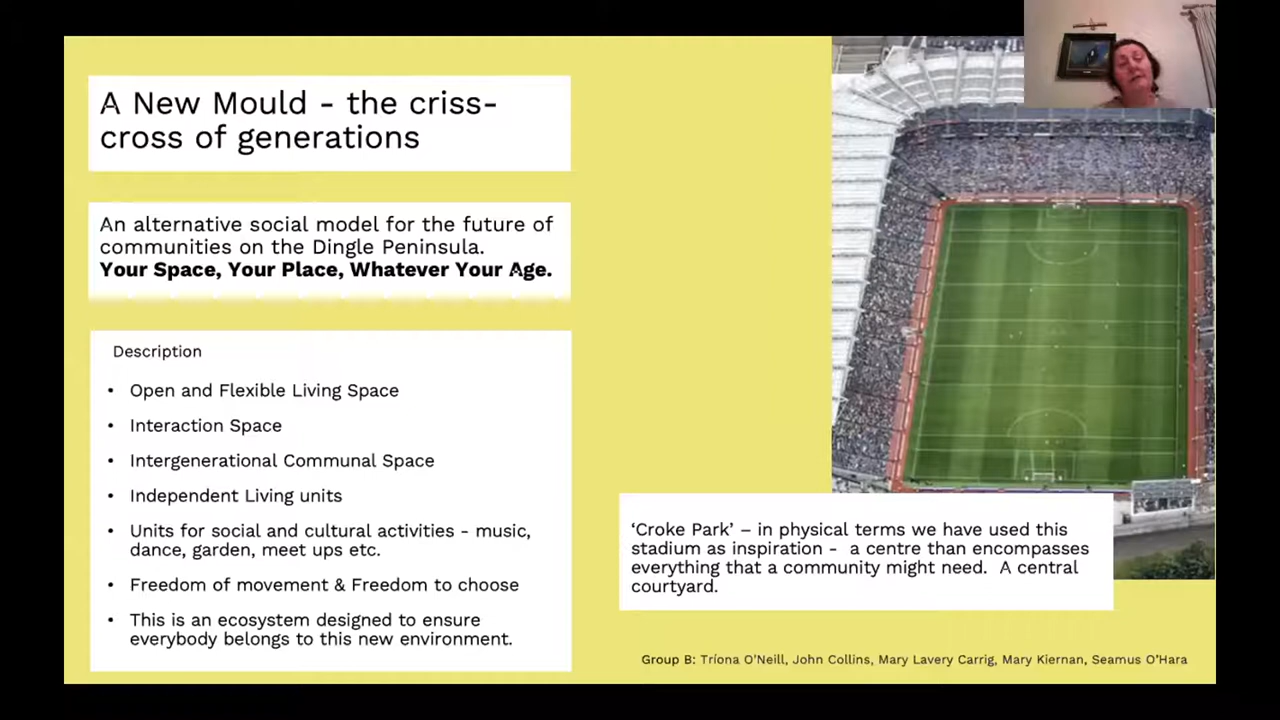 A New Mould - the criss-
cross of generations
An alternative social model for the future of
communities on the Dingle Peninsula.
Your Space, Your Place, Whatever Your Age.
Description
• Open and Flexible Living Space
• Interaction Space
• Intergenerational Communal Space
• Independent Living units
• Units for social and cultural activities - music,
dance, garden, meet ups etc.
• Freedom of movement & Freedom to choose
• This is an ecosystem designed to ensure
everybody belongs to this new environment.
‘Croke Park’ – in physical terms we have used this
stadium as inspiration - a centre than encompasses
everything that a community might need. A central
courtyard.
Group B: Tríona O'Neill, John Collins, Mary Lavery Carrig, Mary Kiernan, Seamus O’Hara